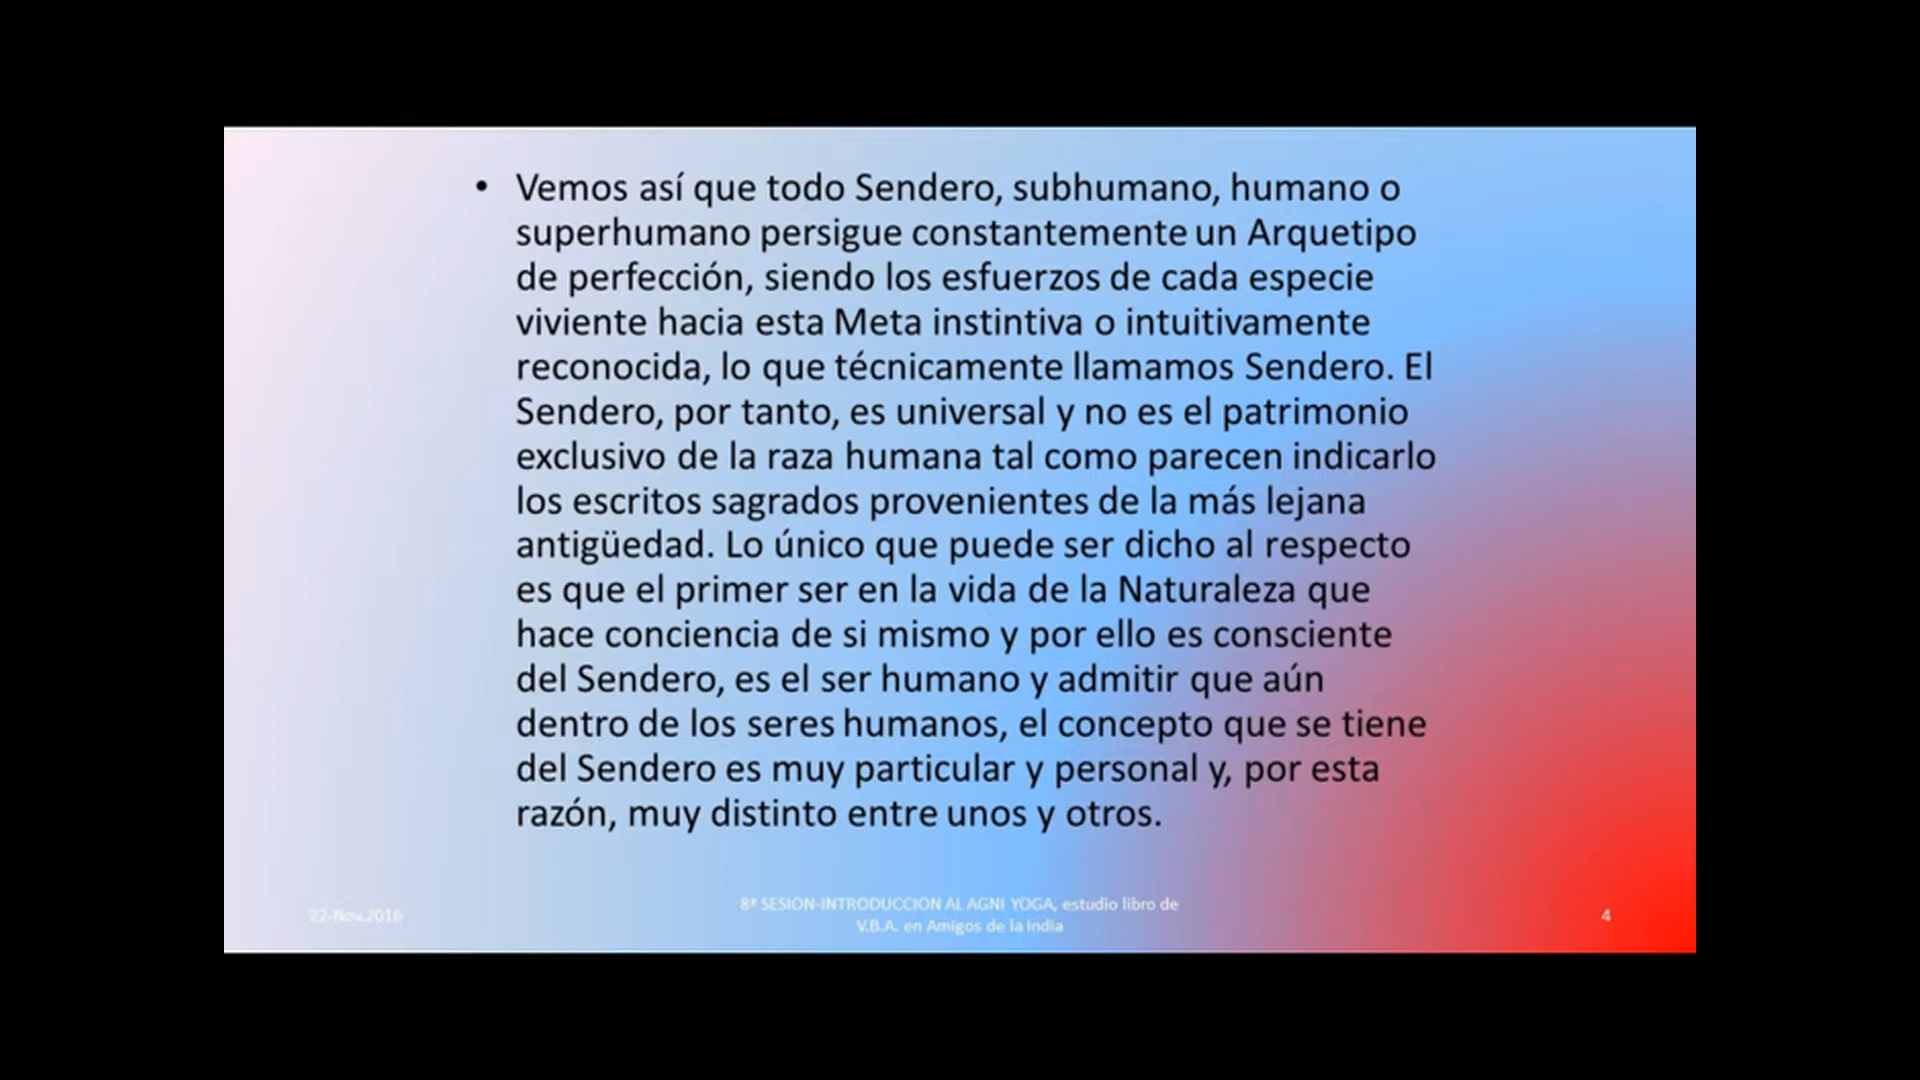 • Vemos así que todo Sendero, subhumano, humano o
superhumano persigue constantemente un Arquetipo
de perfección, siendo los esfuerzos de cada especie
viviente hacia esta Meta instintiva o intuitivamente
reconocida, lo que técnicamente llamamos Sendero. El
Sendero, por tanto, es universal y no es el patrimonio
exclusivo de la raza humana tal como parecen indicarlo
los escritos sagrados provenientes de la más lejana
antigüedad. Lo único que puede ser dicho al respecto
es que el primer ser en la vida de la Naturaleza que
hace conciencia de si mismo y por ello es consciente
del Sendero, es el ser humano y admitir que aún
dentro de los seres humanos, el concepto que se tiene
del Sendero es muy particular y personal y, por esta
razón, muy distinto entre unos y otros.
22-Nov.2016
8ª SESIÓN-INTRODUCCIÓN AL AGNI YOGA, estudio libro de
V.B.A. en Amigos de la India
4